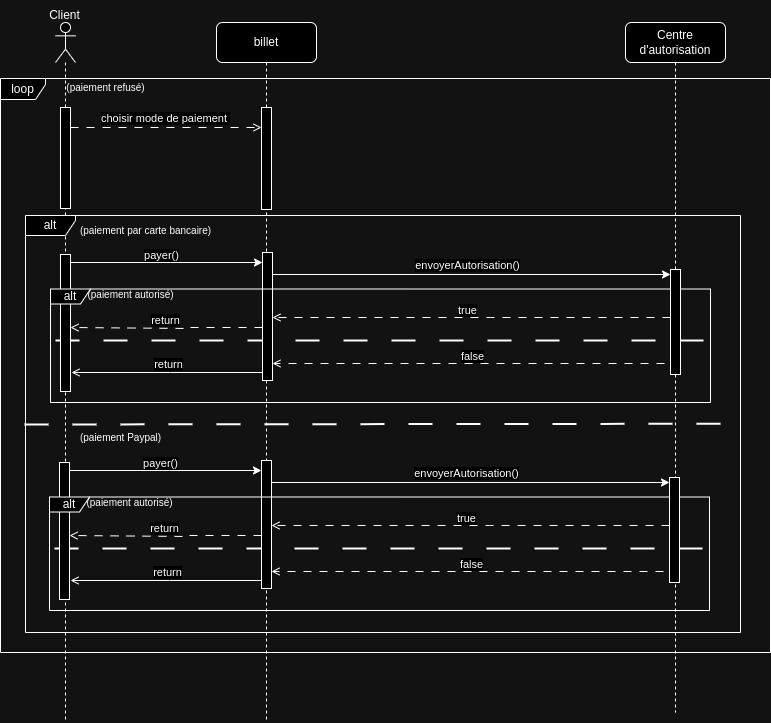 Client
billet
Centre
d'autorisation
loop
(paiement refusé)
choisir mode de paiement
alt
(paiement par carte bancaire)
payer()
envoyerAutorisation()
alt
(paiement autorisé)
true
return
false
return
(paiement Paypal)
payer()
envoyerAutorisation()
alt
(paiement autorisé)
true
return
false
return